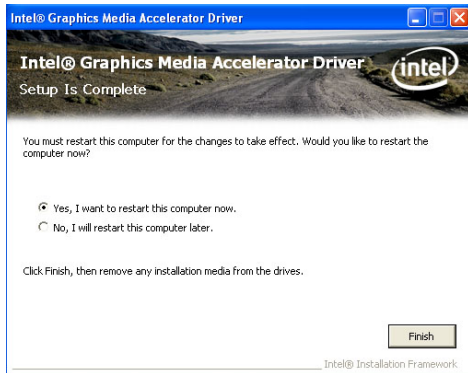 Intel® Graphics Media Accelerator Driver
Intel® Graphics Media Accelerator Driver
intel
Setup Is Complete
You must restart this computer for the changes to take effect. Would you like to restart the
computer now?
Yes, I want to restart this computer now.
No, I will restart this computer later.
Click Finish, then remove any installation media from the drives.
Finish
Intel® Installation Framework